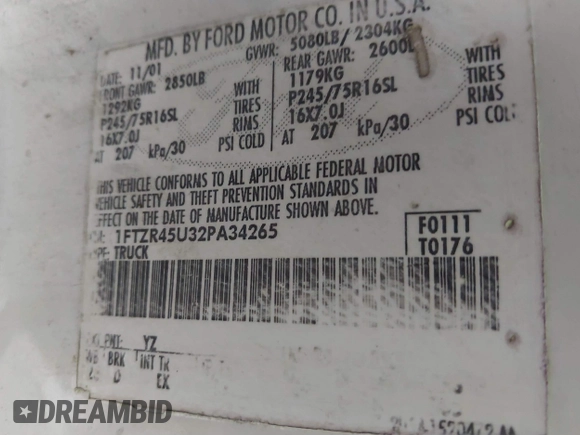 MFD. BY FORD MOTOR CO. IN U.S.A.
DATE: 11/01 GVWR: 5080LB/ 2304KG
FRONT GAWR: 2850LB REAR GAWR: 2600L
1292KG WITH 1179KG WITH
P245/75R16SL TIRES P245/75R16SL TIRES
16X7.0J RIMS 16X7.0J RIMS
AT 207 kPa/30 PSI COLD AT 207 kPa/30 PSI COL
THIS VEHICLE CONFORMS TO ALL APPLICABLE FEDERAL MOTOR
VEHICLE SAFETY AND THEFT PREVENTION STANDARDS IN
EFFECT ON THE DATE OF MANUFACTURE SHOWN ABOVE.
1FTZR45U32PA34265 F0111
TRUCK T0176
YZ
BRK INT TR
EX
DREAMBID